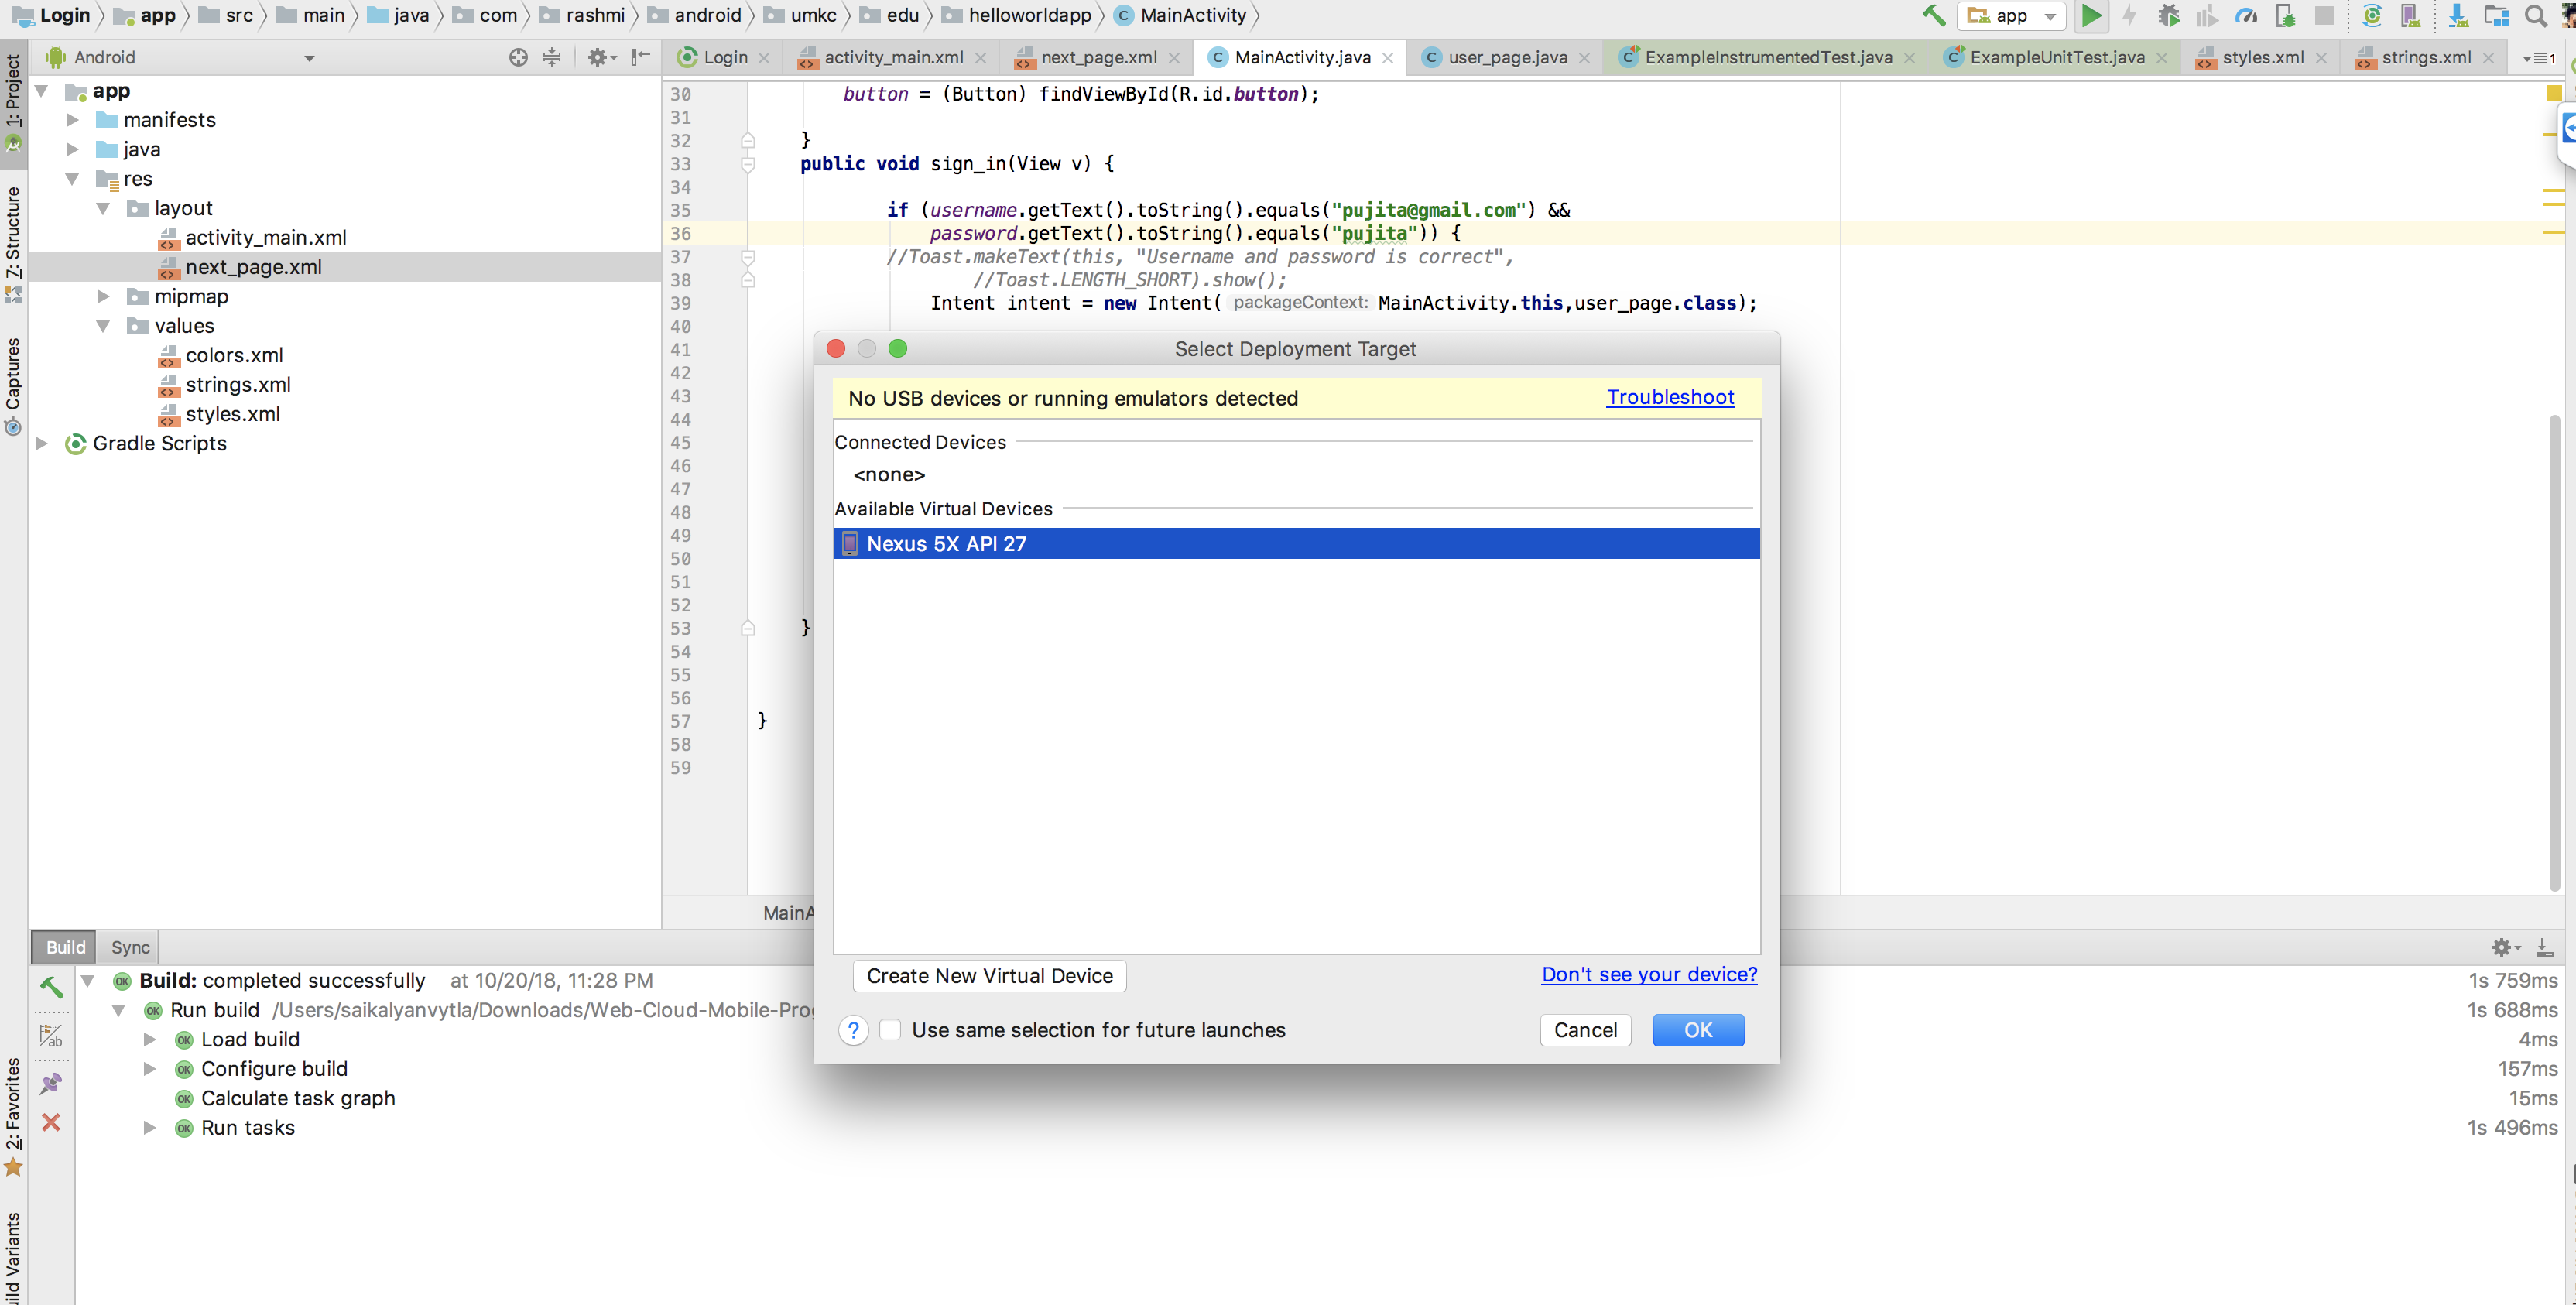 Login app src main java com rashmi android umkc edu helloworldapp MainActivity app
Android Login activity_main.xml next_page.xml MainActivity.java user_page.java ExampleInstrumentedTest.java ExampleUnitTest.java styles.xml strings.xml 1
1: Project
7: Structure
Captures
2: Favorites
app
manifests
java
res
layout
activity_main.xml
next_page.xml
mipmap
values
colors.xml
strings.xml
styles.xml
Gradle Scripts
30 button = (Button) findViewById(R.id.button);
31
32 }
33 public void sign_in(View v) {
34
35 if (username.getText().toString().equals("pujita@gmail.com") &&
36 password.getText().toString().equals("pujita")) {
37 //Toast.makeText(this, "Username and password is correct",
38 //Toast.LENGTH_SHORT).show();
39 Intent intent = new Intent( packageContext: MainActivity.this,user_page.class);
40
41
42
43
44
45
46
47
48
49
50
51
52
53 }
54
55
56
57 }
58
59
MainA
Select Deployment Target
No USB devices or running emulators detected Troubleshoot
Connected Devices
<none>
Available Virtual Devices
Nexus 5X API 27
Create New Virtual Device Don't see your device?
? Use same selection for future launches Cancel OK
Build Sync
Build: completed successfully at 10/20/18, 11:28 PM 1s 759ms
Run build /Users/saikalyanvytla/Downloads/Web-Cloud-Mobile-Pro 1s 688ms
Load build 4ms
Configure build 157ms
Calculate task graph 15ms
Run tasks 1s 496ms